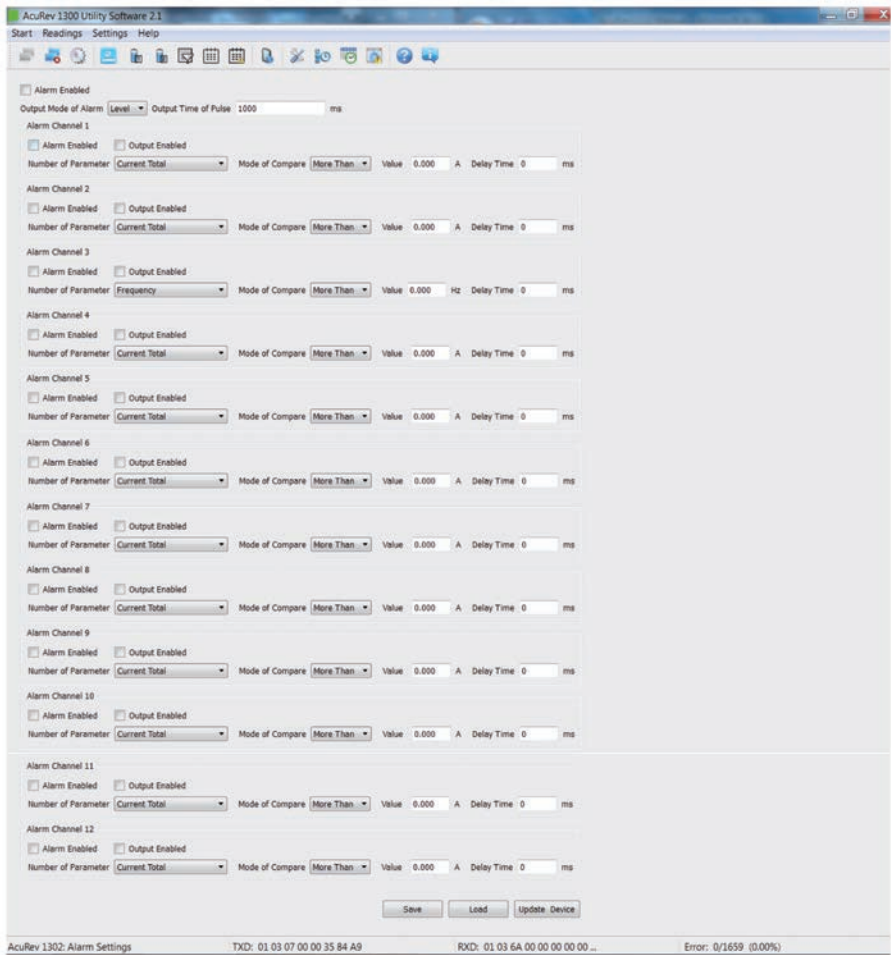 AcuRev 1300 Utility Software 2.1
Start Readings Settings Help
Alarm Enabled
Output Mode of Alarm Level Output Time of Pulse 1000 ms
Alarm Channel 1
Alarm Enabled Output Enabled
Number of Parameter Current Total Mode of Compare More Than Value 0.000 A Delay Time 0 ms
Alarm Channel 2
Alarm Enabled Output Enabled
Number of Parameter Current Total Mode of Compare More Than Value 0.000 A Delay Time 0 ms
Alarm Channel 3
Alarm Enabled Output Enabled
Number of Parameter Frequency Mode of Compare More Than Value 0.000 Hz Delay Time 0 ms
Alarm Channel 4
Alarm Enabled Output Enabled
Number of Parameter Current Total Mode of Compare More Than Value 0.000 A Delay Time 0 ms
Alarm Channel 5
Alarm Enabled Output Enabled
Number of Parameter Current Total Mode of Compare More Than Value 0.000 A Delay Time 0 ms
Alarm Channel 6
Alarm Enabled Output Enabled
Number of Parameter Current Total Mode of Compare More Than Value 0.000 A Delay Time 0 ms
Alarm Channel 7
Alarm Enabled Output Enabled
Number of Parameter Current Total Mode of Compare More Than Value 0.000 A Delay Time 0 ms
Alarm Channel 8
Alarm Enabled Output Enabled
Number of Parameter Current Total Mode of Compare More Than Value 0.000 A Delay Time 0 ms
Alarm Channel 9
Alarm Enabled Output Enabled
Number of Parameter Current Total Mode of Compare More Than Value 0.000 A Delay Time 0 ms
Alarm Channel 10
Alarm Enabled Output Enabled
Number of Parameter Current Total Mode of Compare More Than Value 0.000 A Delay Time 0 ms
Alarm Channel 11
Alarm Enabled Output Enabled
Number of Parameter Current Total Mode of Compare More Than Value 0.000 A Delay Time 0 ms
Alarm Channel 12
Alarm Enabled Output Enabled
Number of Parameter Current Total Mode of Compare More Than Value 0.000 A Delay Time 0 ms
Save Load Update Device
AcuRev 1302: Alarm Settings TXD: 01 03 07 00 00 35 84 A9 RXD: 01 03 6A 00 00 00 00 00 ... Error: 0/1659 (0.00%)